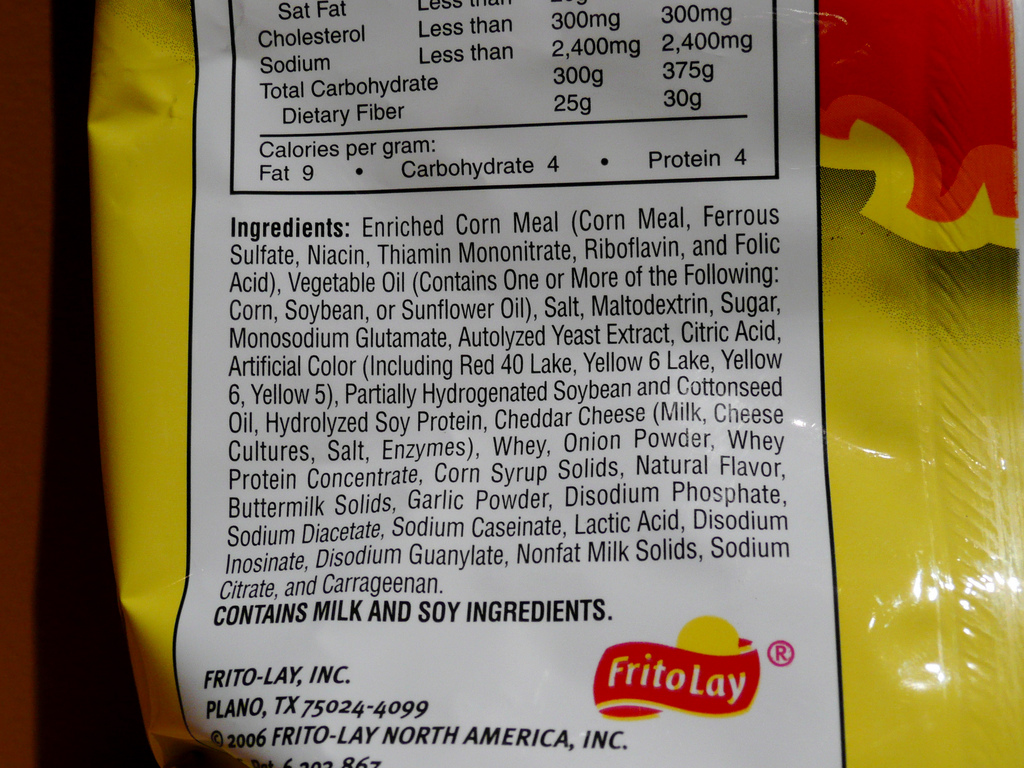 Sat Fat Less than
Cholesterol Less than 300mg 300mg
Sodium Less than 2,400mg 2,400mg
Total Carbohydrate 300g 375g
Dietary Fiber 25g 30g
Calories per gram:
Fat 9 • Carbohydrate 4 • Protein 4
Ingredients: Enriched Corn Meal (Corn Meal, Ferrous
Sulfate, Niacin, Thiamin Mononitrate, Riboflavin, and Folic
Acid), Vegetable Oil (Contains One or More of the Following:
Corn, Soybean, or Sunflower Oil), Salt, Maltodextrin, Sugar,
Monosodium Glutamate, Autolyzed Yeast Extract, Citric Acid,
Artificial Color (Including Red 40 Lake, Yellow 6 Lake, Yellow
6, Yellow 5), Partially Hydrogenated Soybean and Cottonseed
Oil, Hydrolyzed Soy Protein, Cheddar Cheese (Milk, Cheese
Cultures, Salt, Enzymes), Whey, Onion Powder, Whey
Protein Concentrate, Corn Syrup Solids, Natural Flavor,
Buttermilk Solids, Garlic Powder, Disodium Phosphate,
Sodium Diacetate, Sodium Caseinate, Lactic Acid, Disodium
Inosinate, Disodium Guanylate, Nonfat Milk Solids, Sodium
Citrate, and Carrageenan.
CONTAINS MILK AND SOY INGREDIENTS.
FritoLay ®
FRITO-LAY, INC.
PLANO, TX 75024-4099
© 2006 FRITO-LAY NORTH AMERICA, INC.